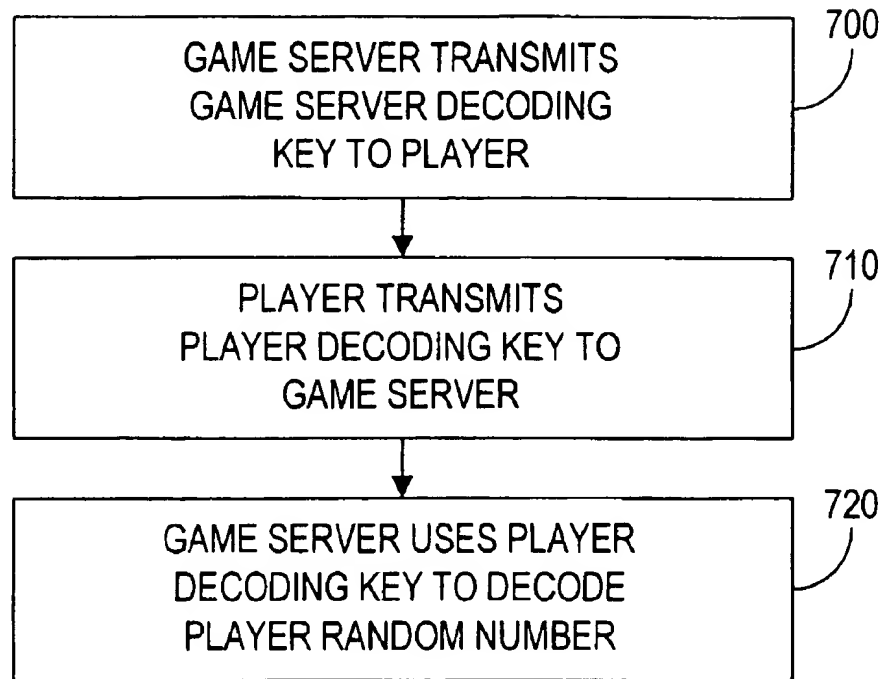 700
GAME SERVER TRANSMITS
GAME SERVER DECODING
KEY TO PLAYER
710
PLAYER TRANSMITS
PLAYER DECODING KEY TO
GAME SERVER
720
GAME SERVER USES PLAYER
DECODING KEY TO DECODE
PLAYER RANDOM NUMBER